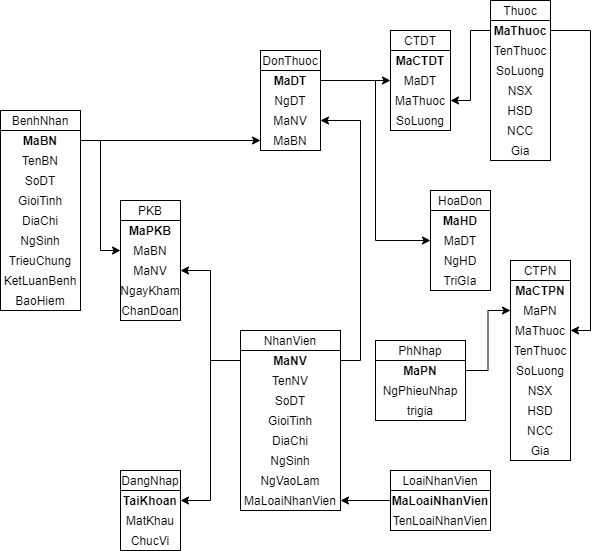 BenhNhan
MaBN
TenBN
SoDT
GioiTinh
DiaChi
NgSinh
TrieuChung
KetLuanBenh
BaoHiem
PKB
MaPKB
MaBN
MaNV
NgayKham
ChanDoan
DangNhap
TaiKhoan
MatKhau
ChucVi
DonThuoc
MaDT
NgDT
MaNV
MaBN
NhanVien
MaNV
TenNV
SoDT
GioiTinh
DiaChi
NgSinh
NgVaoLam
MaLoaiNhanVien
CTDT
MaCTDT
MaDT
MaThuoc
SoLuong
HoaDon
MaHD
MaDT
NgHD
TriGIa
PhNhap
MaPN
NgPhieuNhap
trigia
LoaiNhanVien
MaLoaiNhanVien
TenLoaiNhanVien
Thuoc
MaThuoc
TenThuoc
SoLuong
NSX
HSD
NCC
Gia
CTPN
MaCTPN
MaPN
MaThuoc
TenThuoc
SoLuong
NSX
HSD
NCC
Gia